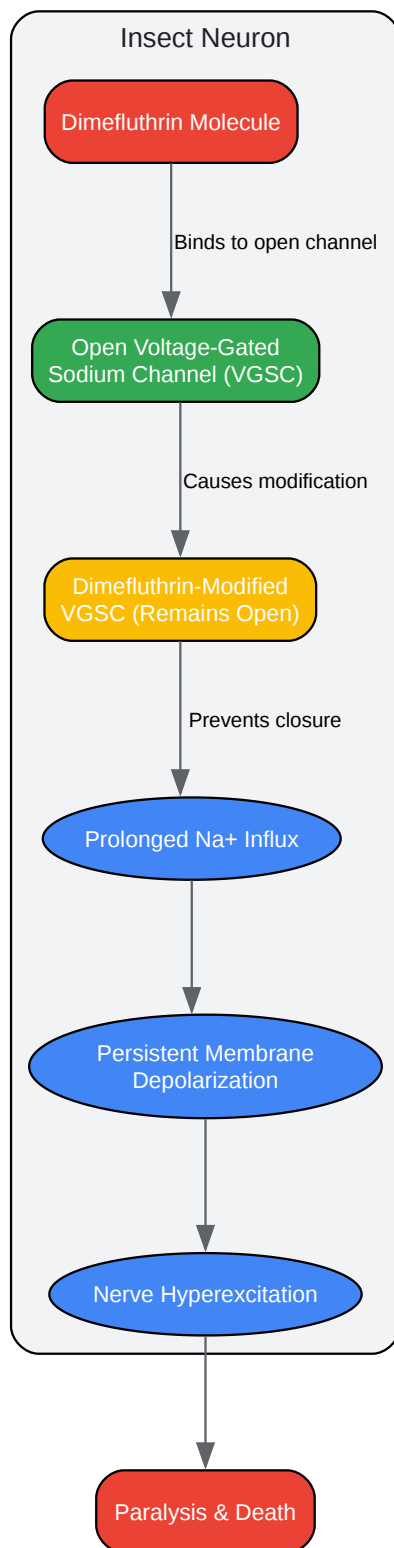 Insect Neuron
Dimefluthrin Molecule
Binds to open channel
Open Voltage-Gated
Sodium Channel (VGSC)
Causes modification
Dimefluthrin-Modified
VGSC (Remains Open)
Prevents closure
Prolonged Na+ Influx
Persistent Membrane
Depolarization
Nerve Hyperexcitation
Paralysis & Death